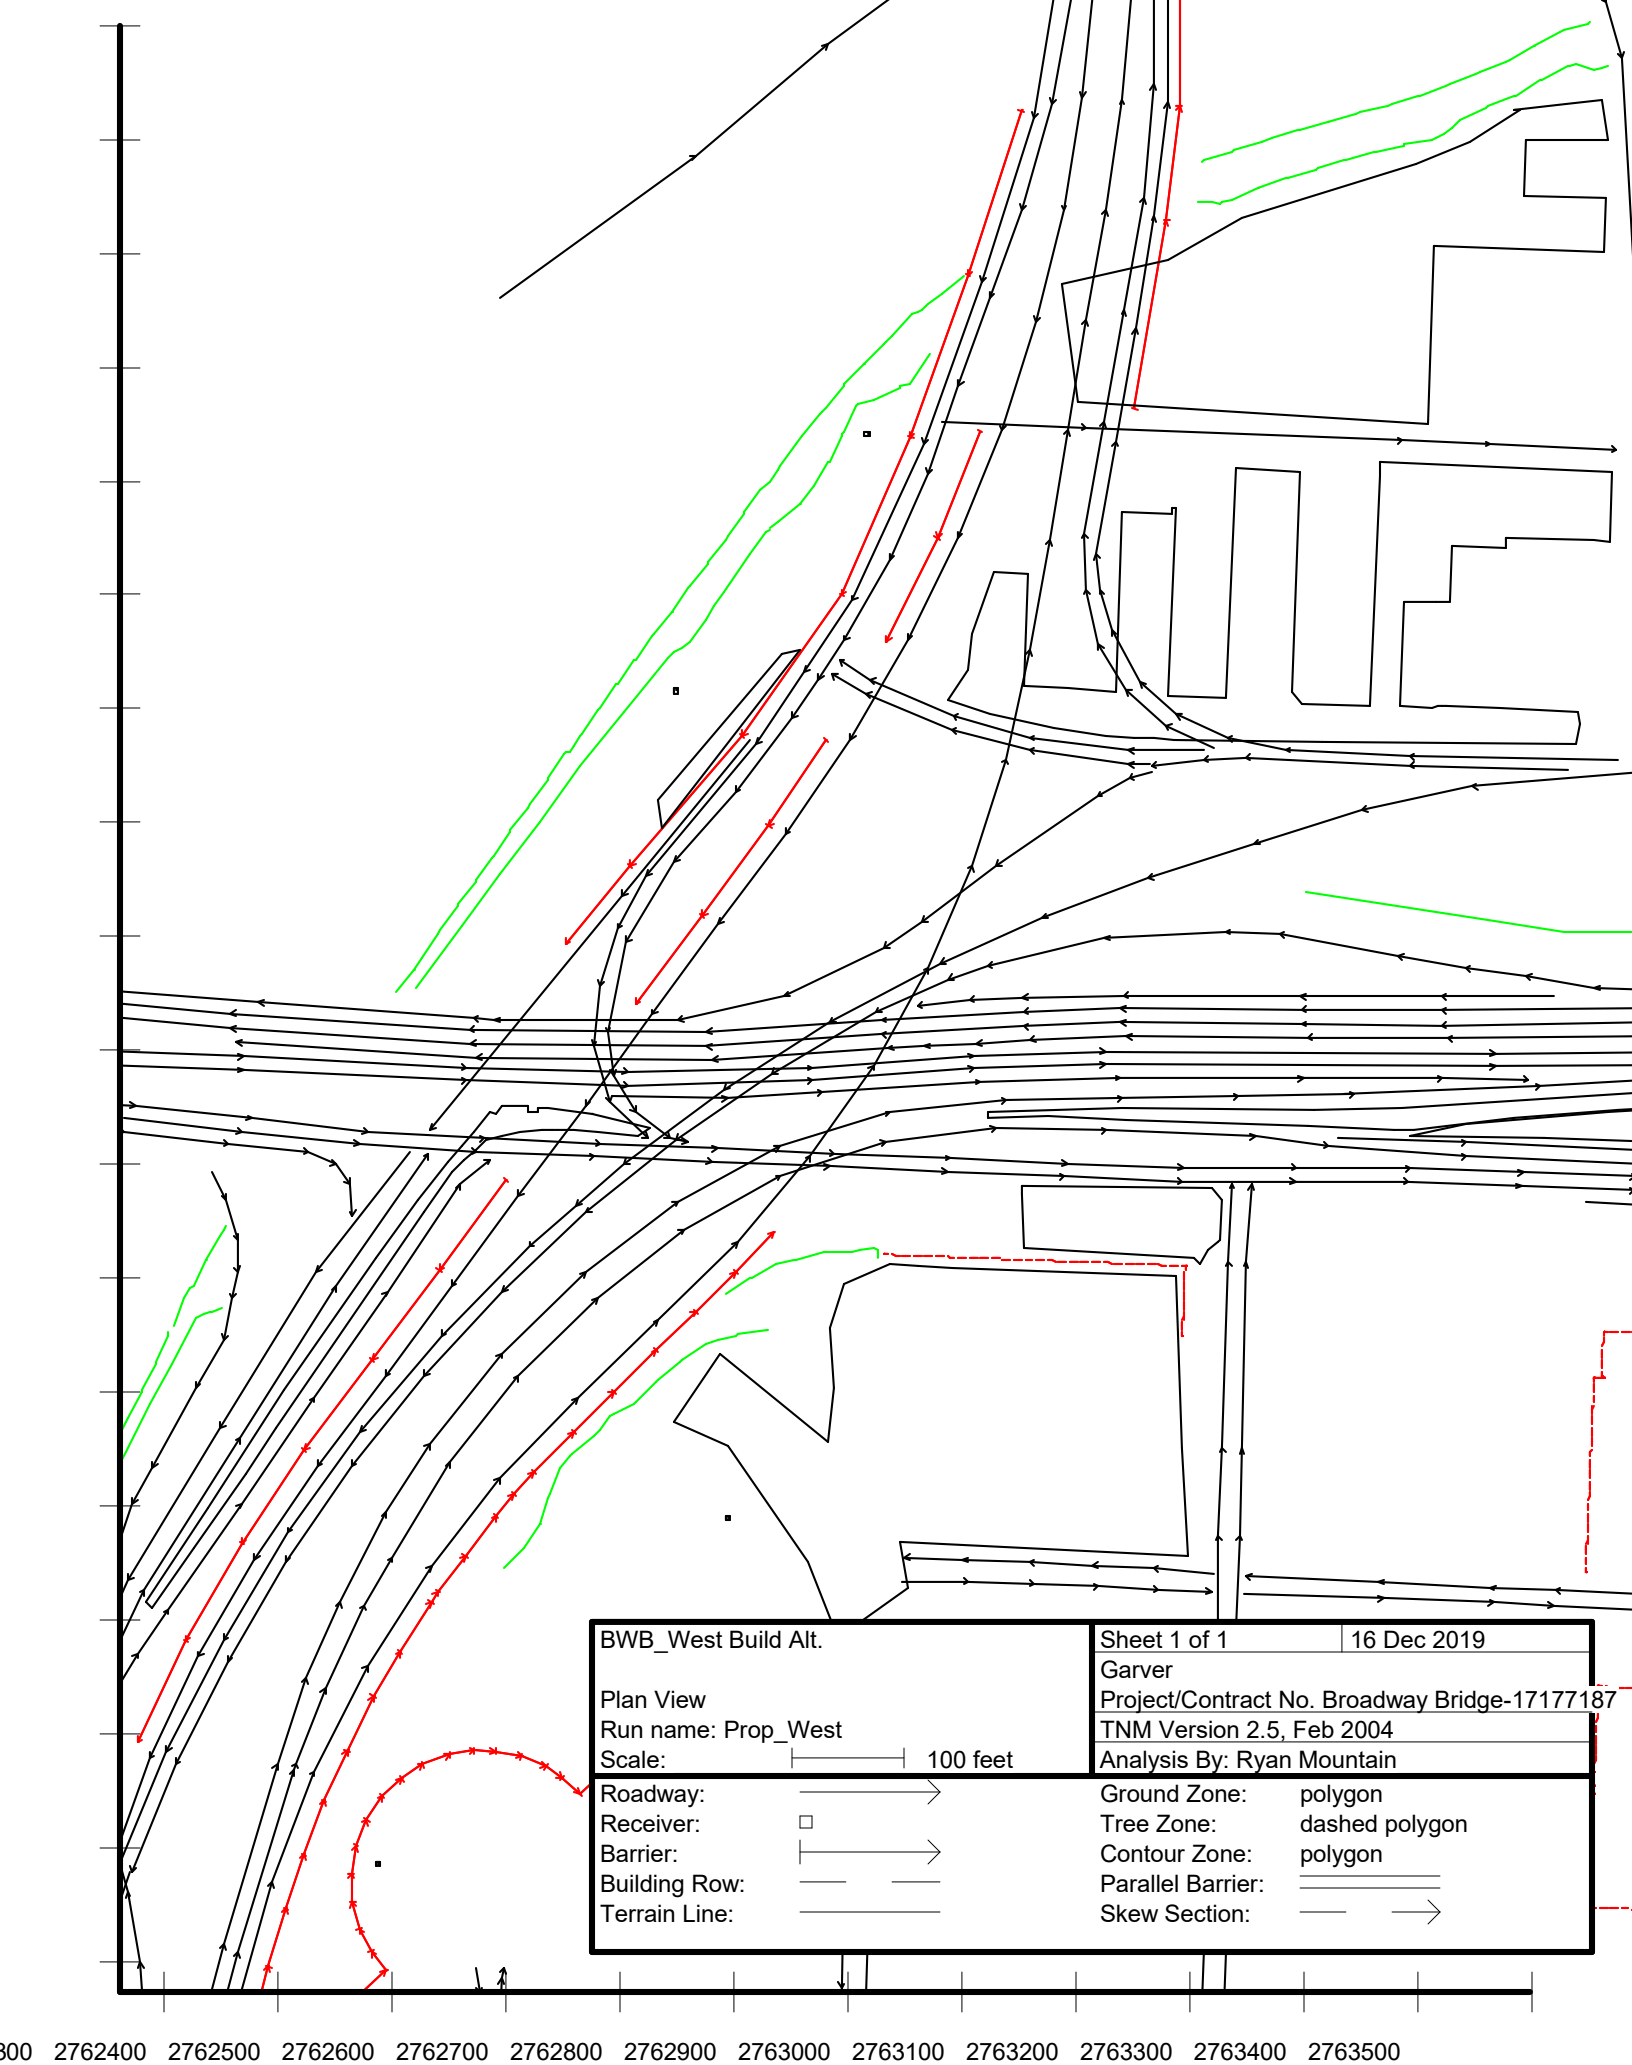 BWB_West Build Alt.
Plan View
Run name: Prop_West
Scale: 100 feet
Sheet 1 of 1 16 Dec 2019
Garver
Project/Contract No. Broadway Bridge-17177187
TNM Version 2.5, Feb 2004
Analysis By: Ryan Mountain
Roadway:
Receiver:
Barrier:
Building Row:
Terrain Line:
Ground Zone: polygon
Tree Zone: dashed polygon
Contour Zone: polygon
Parallel Barrier:
Skew Section:
2762400 2762500 2762600 2762700 2762800 2762900 2763000 2763100 2763200 2763300 2763400 2763500